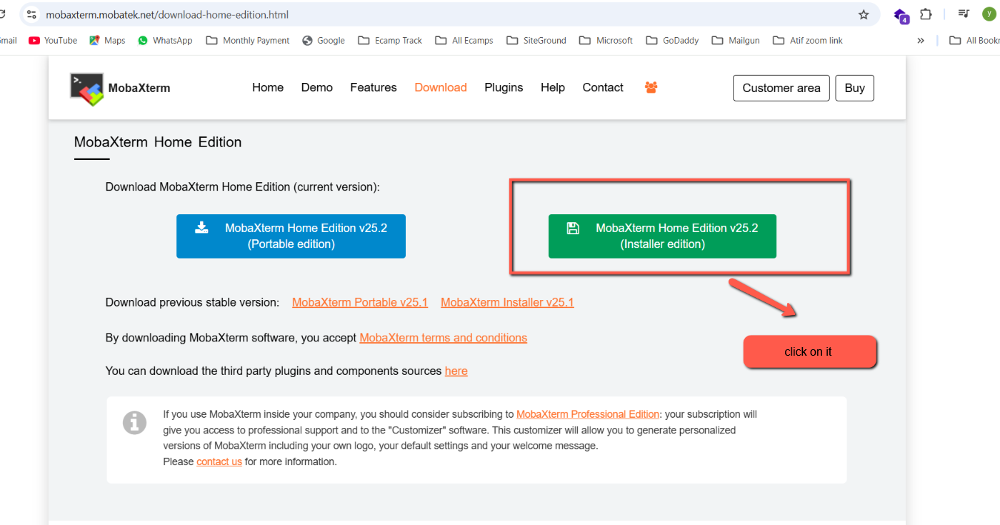 mobaxterm.mobatek.net/download-home-edition.html
4
y
YouTube Maps WhatsApp Monthly Payment Google Ecamp Track All Ecamps SiteGround Microsoft GoDaddy Mailgun Atif zoom link » All
MobaXterm Home Demo Features Download Plugins Help Contact Customer area Buy
MobaXterm Home Edition
Download MobaXterm Home Edition (current version):
MobaXterm Home Edition v25.2
(Portable edition)
MobaXterm Home Edition v25.2
(Installer edition)
Download previous stable version: MobaXterm Portable v25.1 MobaXterm Installer v25.1
By downloading MobaXterm software, you accept MobaXterm terms and conditions
click on it
You can download the third party plugins and components sources here
If you use MobaXterm inside your company, you should consider subscribing to MobaXterm Professional Edition: your subscription will
give you access to professional support and to the "Customizer" software. This customizer will allow you to generate personalized
versions of MobaXterm including your own logo, your default settings and your welcome message.
Please contact us for more information.